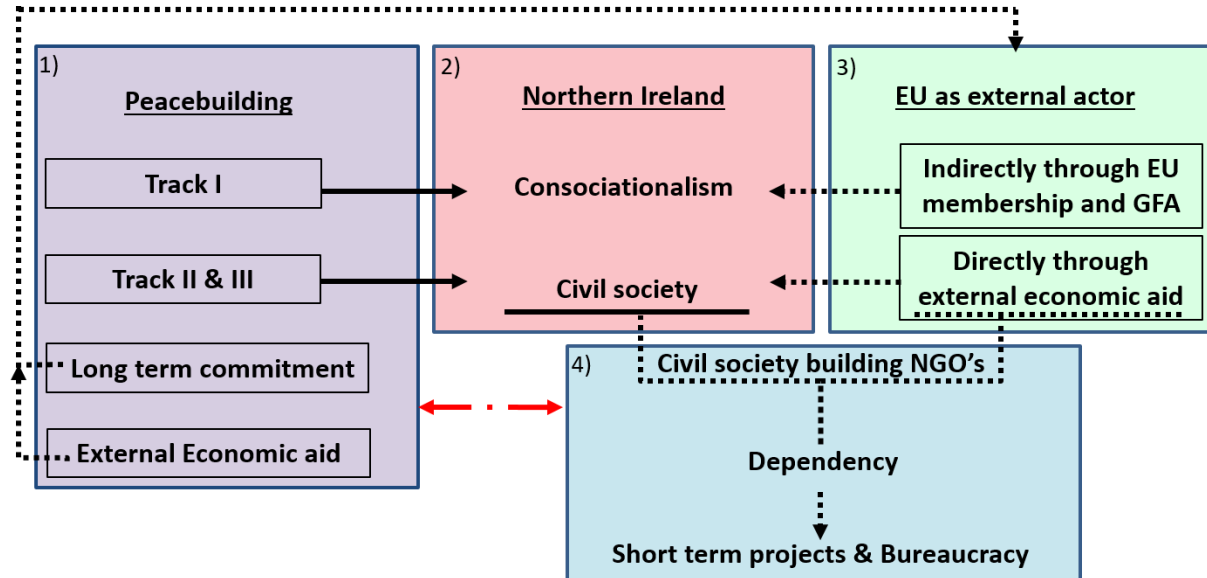 1)
Peacebuilding
Track I
Track II & III
Long term commitment
External Economic aid
2)
Northern Ireland
Consociationalism
Civil society
3)
EU as external actor
Indirectly through EU
membership and GFA
Directly through
external economic aid
4)
Civil society building NGO's
Dependency
Short term projects & Bureaucracy